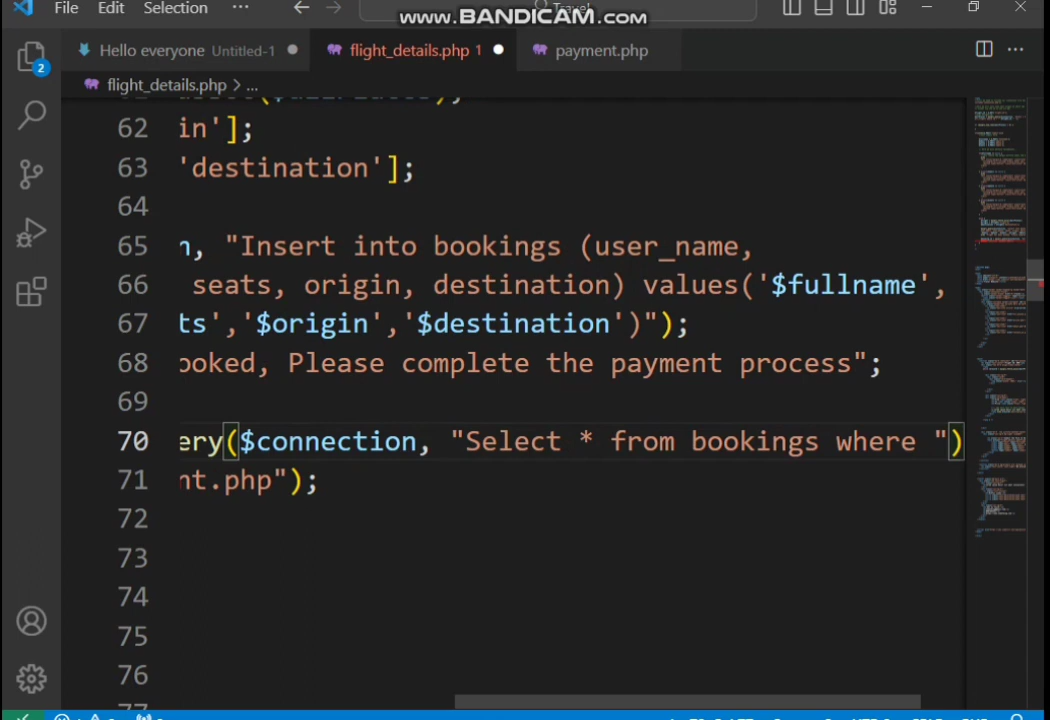 File Edit Selection ··· Travel
www.BANDICAM.com
Hello everyone Untitled-1 flight_details.php 1 payment.php
flight_details.php > ...
62 in'];
63 'destination'];
64
65 n, "Insert into bookings (user_name,
66 seats, origin, destination) values('$fullname',
67 ts','$origin','$destination')");
68 ooked, Please complete the payment process";
69
70 ery($connection, "Select * from bookings where ")
71 nt.php");
72
73
74
75
76
2